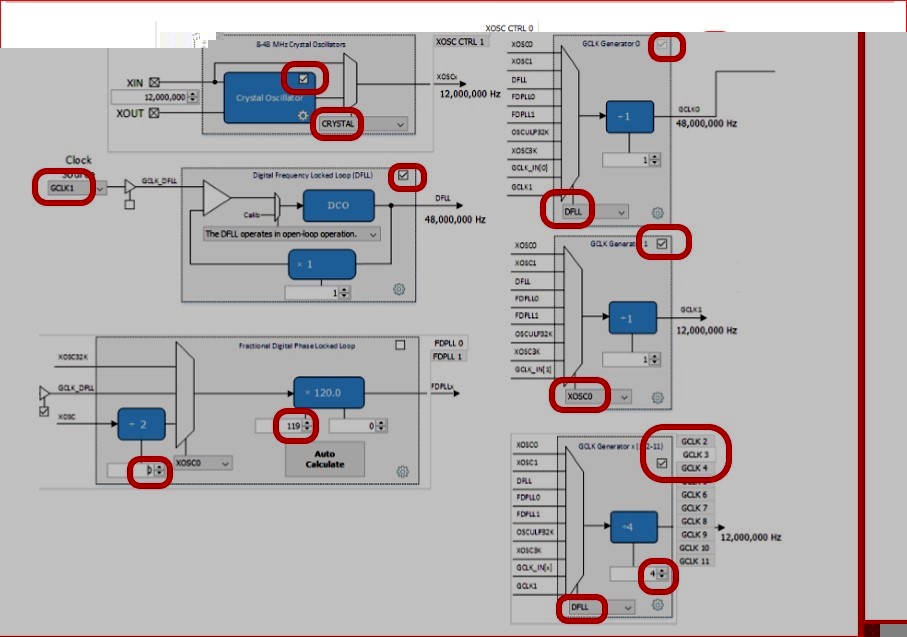 XOSC CTRL 0
8-48 MHz Crystal Oscillators
XOSC CTRL 1
XIN
12,000,000
XOUT
Crystal Oscillator
CRYSTAL
XOSCx
12,000,000 Hz
Clock
Source
GCLK1
GCLK_DFLL
Digital Frequency Locked Loop (DFLL)
DCO
Calib
The DFLL operates in open-loop operation.
× 1
1
DFLL
48,000,000 Hz
Fractional Digital Phase Locked Loop
FDPLL 0
FDPLL 1
XOSC32K
GCLK_DPLL
XOSC
÷ 2
XOSC0
× 120.0
119
0
Auto
Calculate
FDPLLx
GCLK Generator 0
XOSC0
XOSC1
DFLL
FDPLL0
FDPLL1
OSCULP32K
XOSC3K
GCLK_IN[0]
GCLK1
÷1
1
DFLL
GCLK0
48,000,000 Hz
GCLK Generator 1
XOSC0
XOSC1
DFLL
FDPLL0
FDPLL1
OSCULP32K
XOSC3K
GCLK_IN[1]
÷1
1
XOSC0
GCLK1
12,000,000 Hz
GCLK Generator x
2-11)
XOSC0
XOSC1
DFLL
FDPLL0
FDPLL1
OSCULP32K
XOSC3K
GCLK_IN[x]
GCLK1
÷4
4
DFLL
GCLK 2
GCLK 3
GCLK 4
GCLK 6
GCLK 7
GCLK 8
GCLK 9
GCLK 10
GCLK 11
12,000,000 Hz